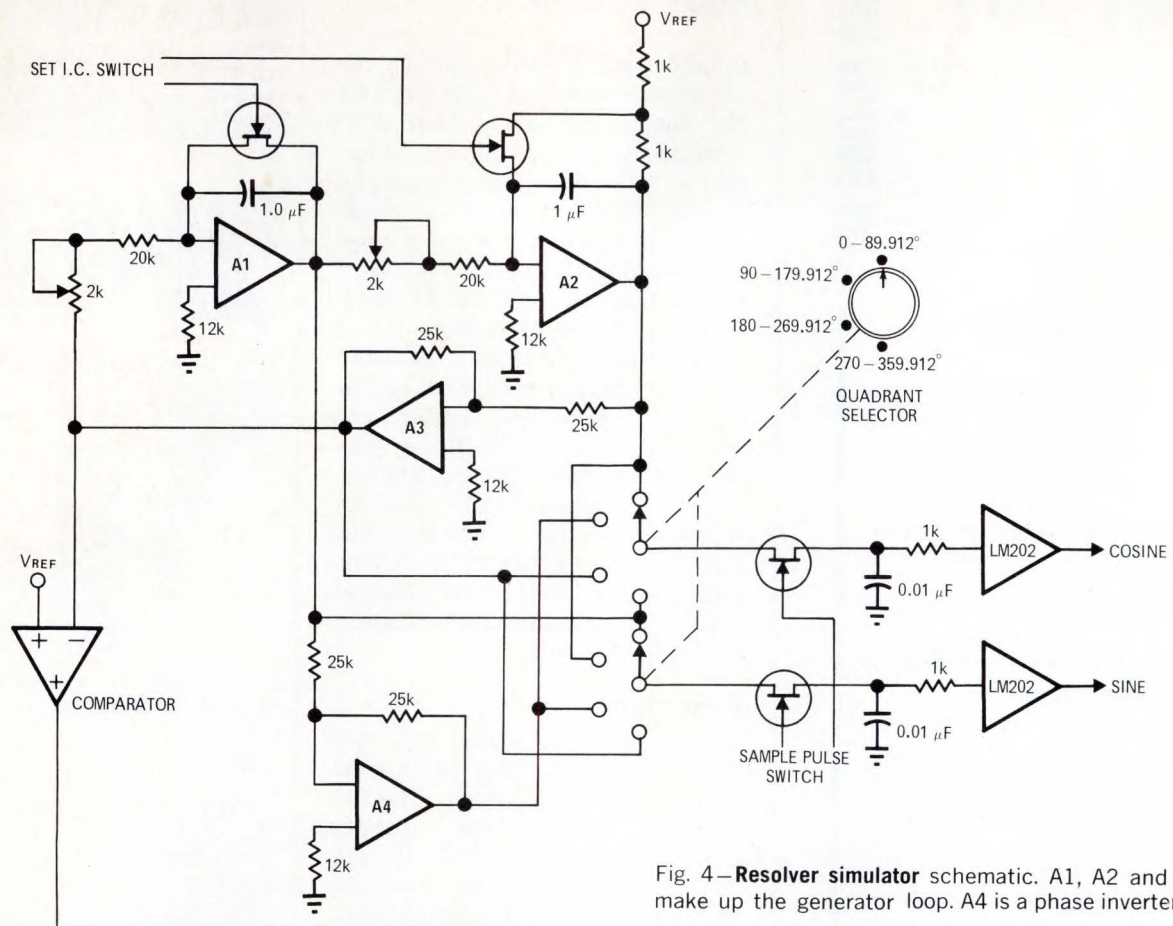 VREF
1k
SET I.C. SWITCH
1k
1.0 μF
1 μF
20k
A1
2k
20k
A2
2k
12k
12k
25k
A3
25k
12k
0–89.912°
90–179.912°
180–269.912°
270–359.912°
QUADRANT
SELECTOR
VREF
+ −
+
COMPARATOR
25k
25k
A4
12k
1k
LM202
COSINE
0.01 μF
1k
LM202
SINE
0.01 μF
SAMPLE PULSE
SWITCH
Fig. 4–Resolver simulator schematic. A1, A2 and
make up the generator loop. A4 is a phase inverter